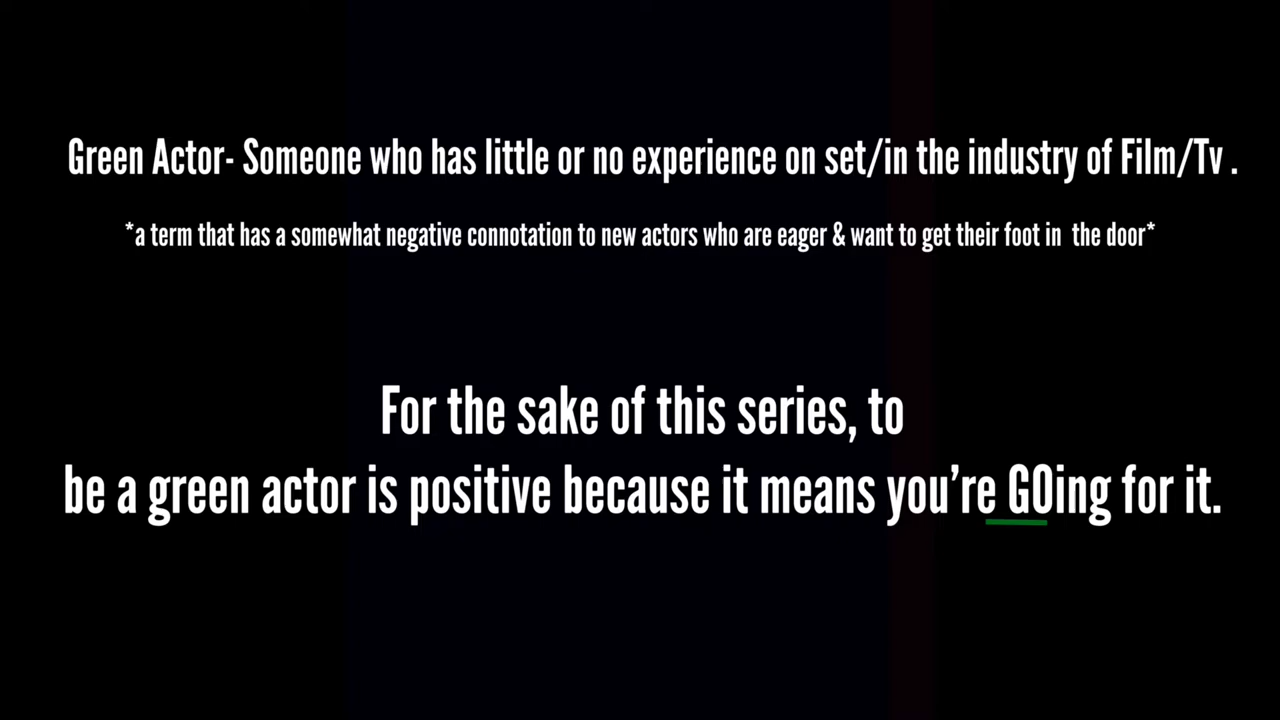 Green Actor- Someone who has little or no experience on set/in the industry of Film/Tv .
*a term that has a somewhat negative connotation to new actors who are eager & want to get their foot in the door*
For the sake of this series, to
be a green actor is positive because it means you’re GOing for it.